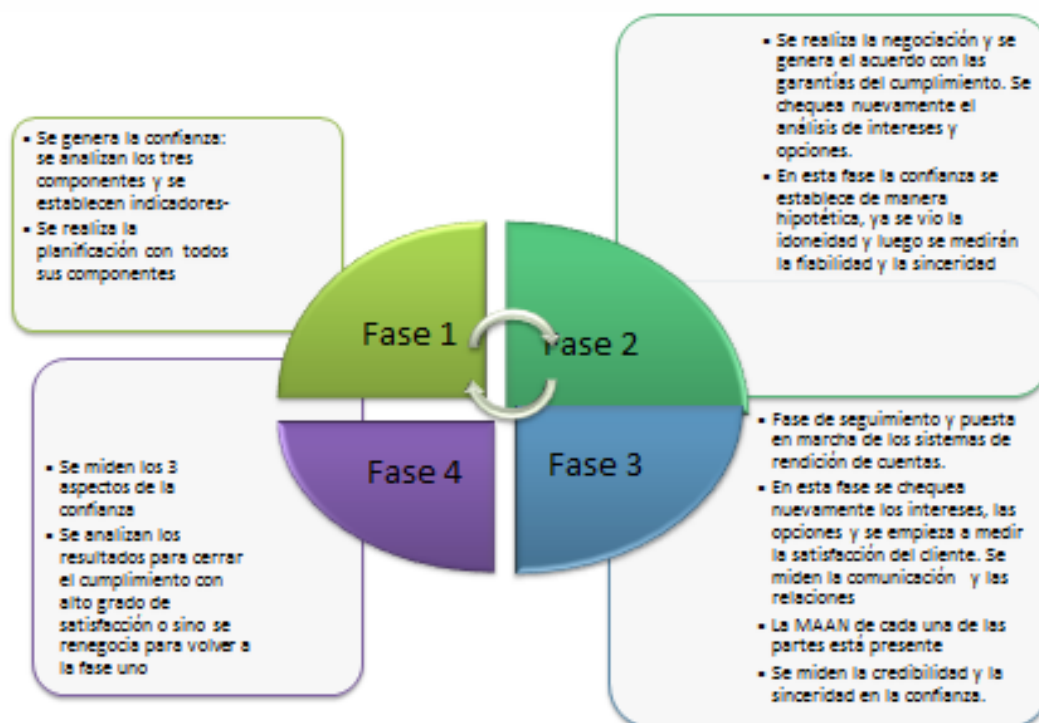 ▪ Se genera la confianza:
se analizan los tres
componentes y se
establecen indicadores-
▪ Se realiza la
planificación con todos
sus componentes
▪ Se realiza la negociación y se
genera el acuerdo con las
garantías del cumplimiento. Se
chequea nuevamente el
análisis de intereses y
opciones.
▪ En esta fase la confianza se
establece de manera
hipotética, ya se vio la
idoneidad y luego se medirán
la fiabilidad y la sinceridad
Fase 1
Fase 2
Fase 4
Fase 3
▪ Se miden los 3
aspectos de la
confianza
▪ Se analizan los
resultados para cerrar
el cumplimiento con
alto grado de
satisfacción o sino se
renegocia para volver a
la fase uno
▪ Fase de seguimiento y puesta
en marcha de los sistemas de
rendición de cuentas.
▪ En esta fase se chequea
nuevamente los intereses, las
opciones y se empieza a medir
la satisfacción del cliente. Se
miden la comunicación y las
relaciones
▪ La MAAN de cada una de las
partes está presente
▪ Se miden la credibilidad y la
sinceridad en la confianza.